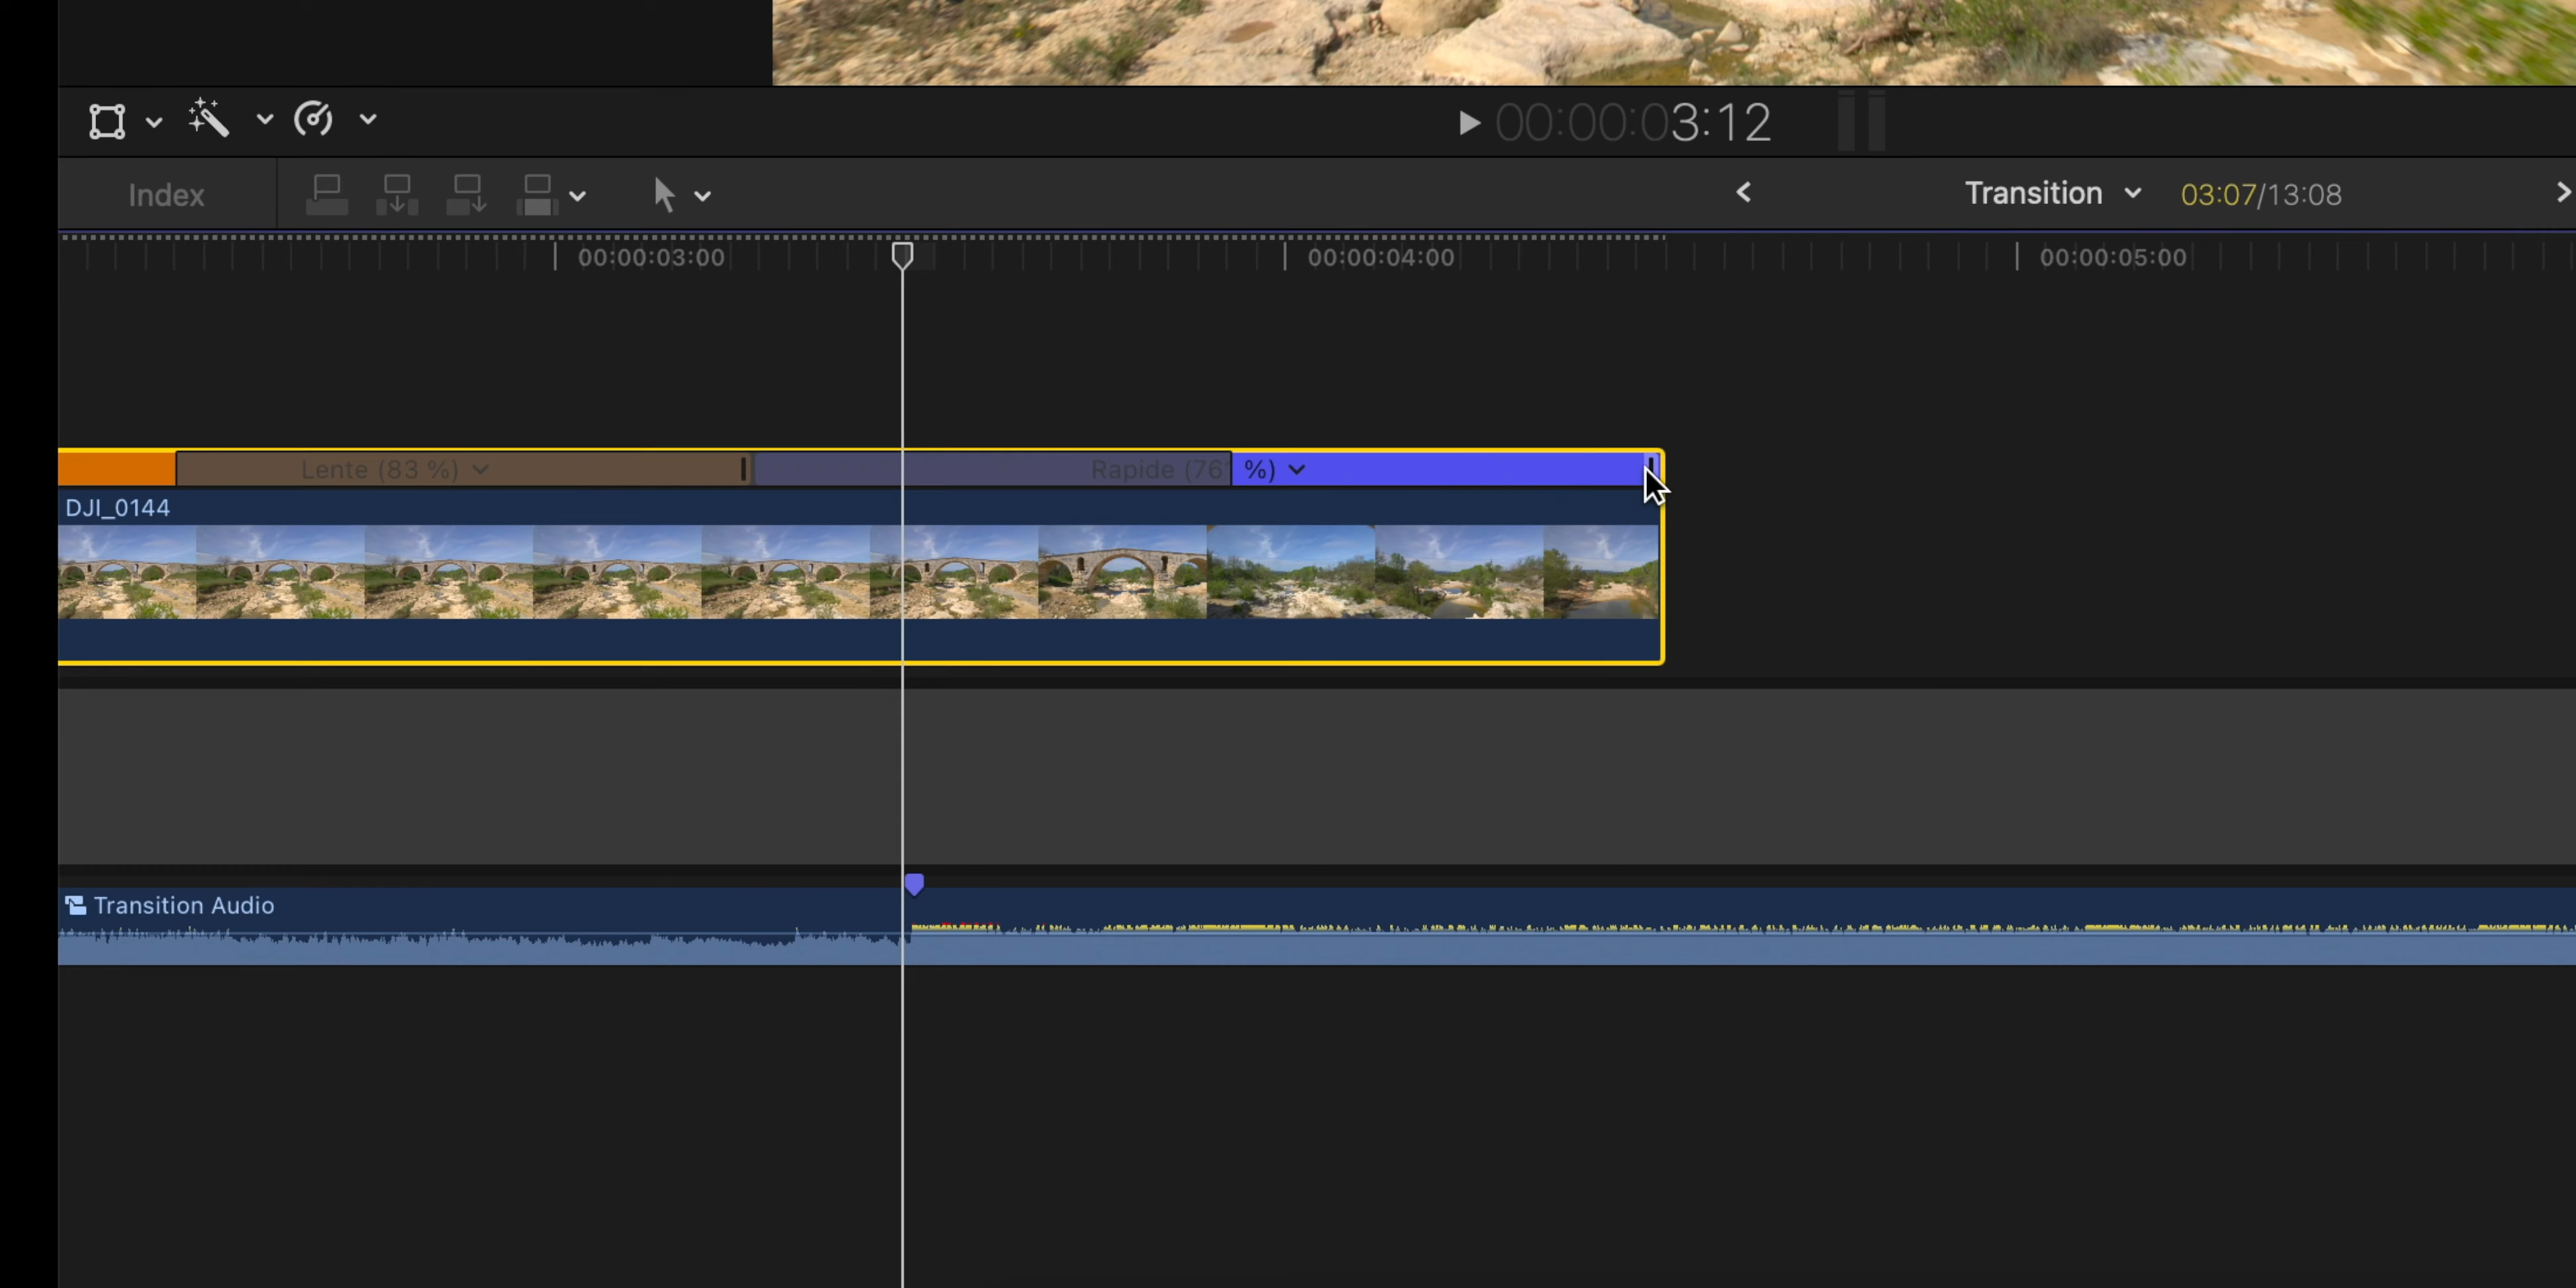 00:00:03:12
Index
Transition
03:07/13:08
00:00:03:00
00:00:04:00
00:00:05:00
Lente (83 %)
Rapide (76 %)
DJI_0144
Transition Audio